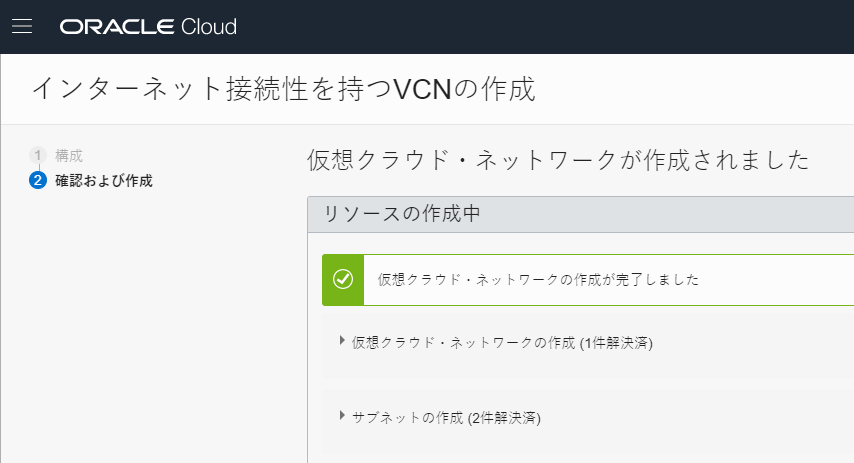 ORACLE Cloud
インターネット接続性を持つVCNの作成
1 構成
2 確認および作成
仮想クラウド・ネットワークが作成されました
リソースの作成中
仮想クラウド・ネットワークの作成が完了しました
仮想クラウド・ネットワークの作成 (1件解決済)
サブネットの作成 (2件解決済)